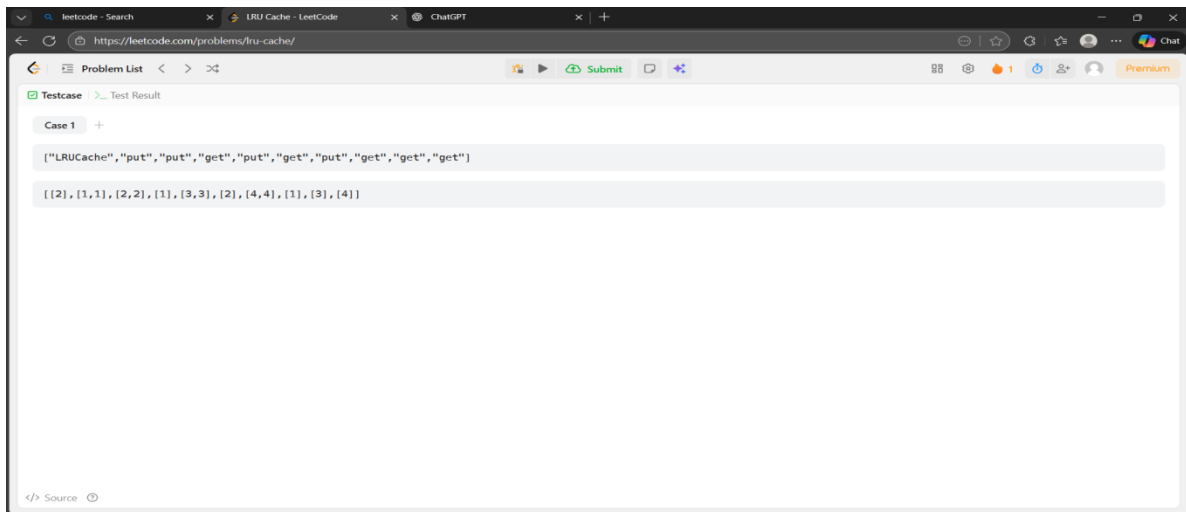 leetcode - Search LRU Cache - LeetCode ChatGPT
https://leetcode.com/problems/lru-cache/ Chat
Problem List Submit 1 Premium
Testcase Test Result
Case 1
["LRUCache","put","put","get","put","get","put","get","get","get"]
[[2],[1,1],[2,2],[1],[3,3],[2],[4,4],[1],[3],[4]]
</> Source